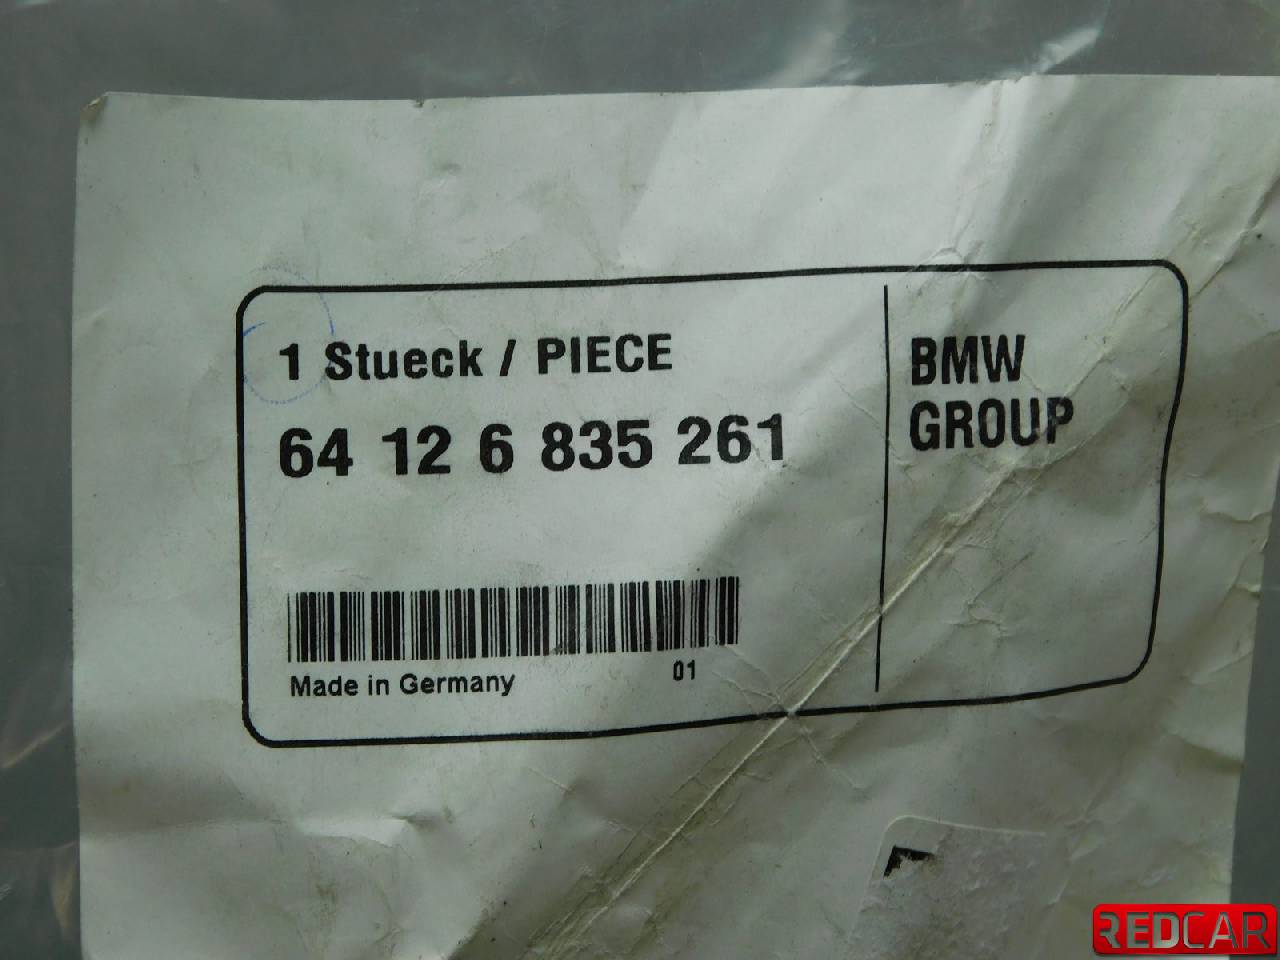 1 Stueck / PIECE
64 12 6 835 261
BMW
GROUP
Made in Germany
01
REDCAR